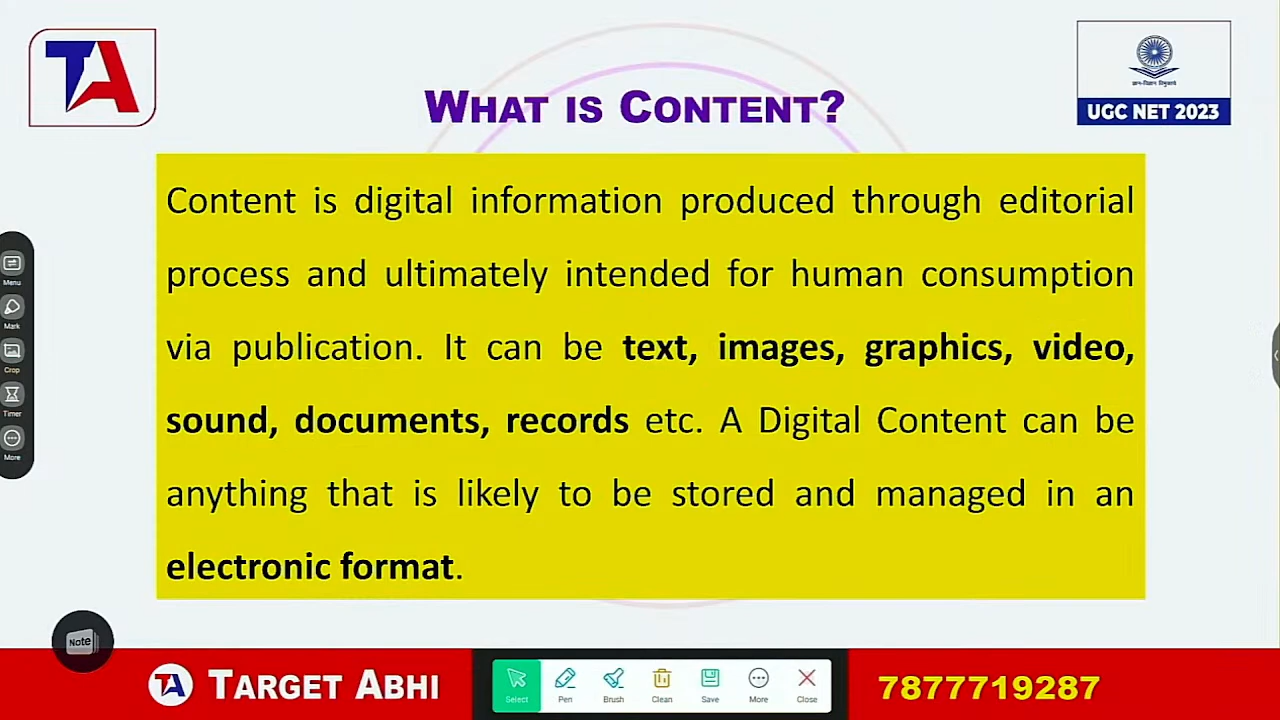 TA
WHAT IS CONTENT?
ज्ञान-विज्ञान विमुक्तये
UGC NET 2023
Content is digital information produced through editorial
process and ultimately intended for human consumption
via publication. It can be text, images, graphics, video,
sound, documents, records etc. A Digital Content can be
anything that is likely to be stored and managed in an
electronic format.
Menu
Mark
Crop
Timer
More
Note
TA TARGET ABHI
Select Pen Brush Clean Save More Close
7877719287